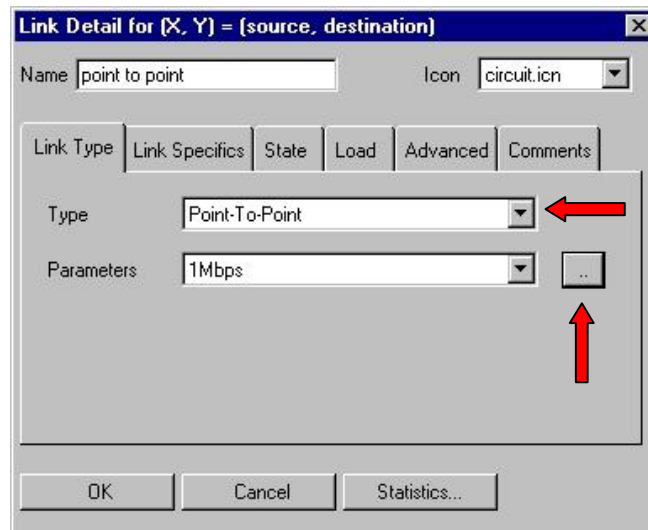 Link Detail for (X, Y) = (source, destination)
Name point to point Icon circuit.icn
Link Type Link Specifics State Load Advanced Comments
Type Point-To-Point
Parameters 1Mbps ..
OK Cancel Statistics...